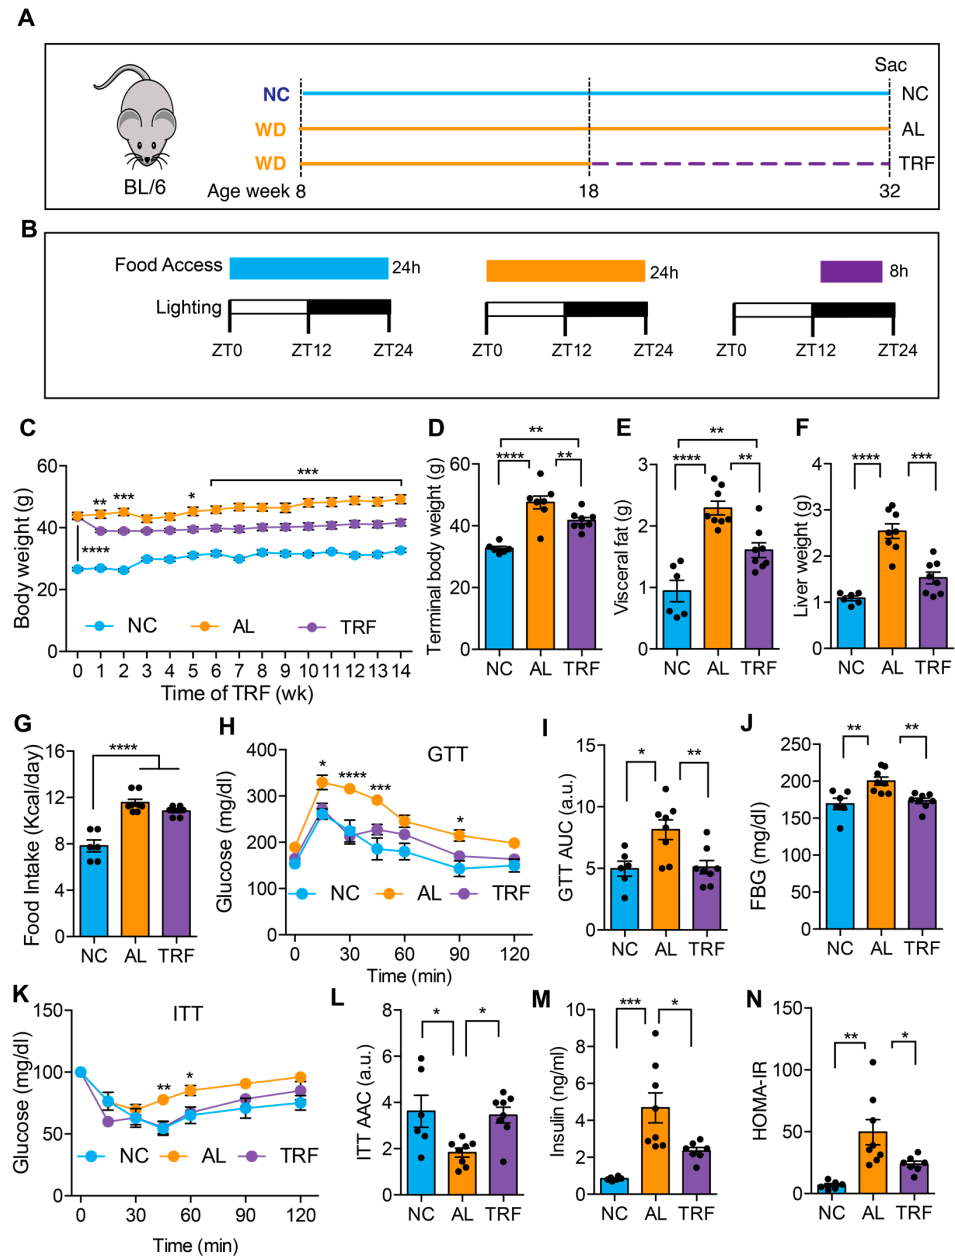 A
Sac
NC
NC
WD
AL
WD
TRF
BL/6
Age week 8
18
32
B
Food Access
24h
24h
8h
Lighting
ZT0
ZT12
ZT24
ZT0
ZT12
ZT24
ZT0
ZT12
ZT24
C
Body weight (g)
60
40
20
0
**
***
*
***
****
NC
AL
TRF
0 1 2 3 4 5 6 7 8 9 10 11 12 13 14
Time of TRF (wk)
D
Terminal body weight (g)
60
40
20
0
**
****
**
NC AL TRF
E
Visceral fat (g)
3
2
1
0
**
****
**
NC AL TRF
F
Liver weight (g)
4
3
2
1
0
****
***
NC AL TRF
G
Food Intake (Kcal/day)
16
12
8
4
0
****
NC AL TRF
H
GTT
Glucose (mg/dl)
400
300
200
100
0
*
****
***
*
NC
AL
TRF
0 30 60 90 120
Time (min)
I
GTT AUC (a.u.)
15
10
5
0
*
**
NC AL TRF
J
FBG (mg/dl)
250
200
150
100
50
0
**
**
NC AL TRF
K
ITT
Glucose (mg/dl)
150
100
50
0
**
*
NC
AL
TRF
0 30 60 90 120
Time (min)
L
ITT AAC (a.u.)
8
6
4
2
0
*
*
NC AL TRF
M
Insulin (ng/ml)
10
8
6
4
2
0
***
*
NC AL TRF
N
HOMA-IR
150
100
50
0
**
*
NC AL TRF